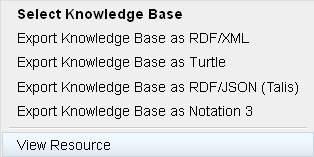 Select Knowledge Base
Export Knowledge Base as RDF/XML
Export Knowledge Base as Turtle
Export Knowledge Base as RDF/JSON (Talis)
Export Knowledge Base as Notation 3
View Resource